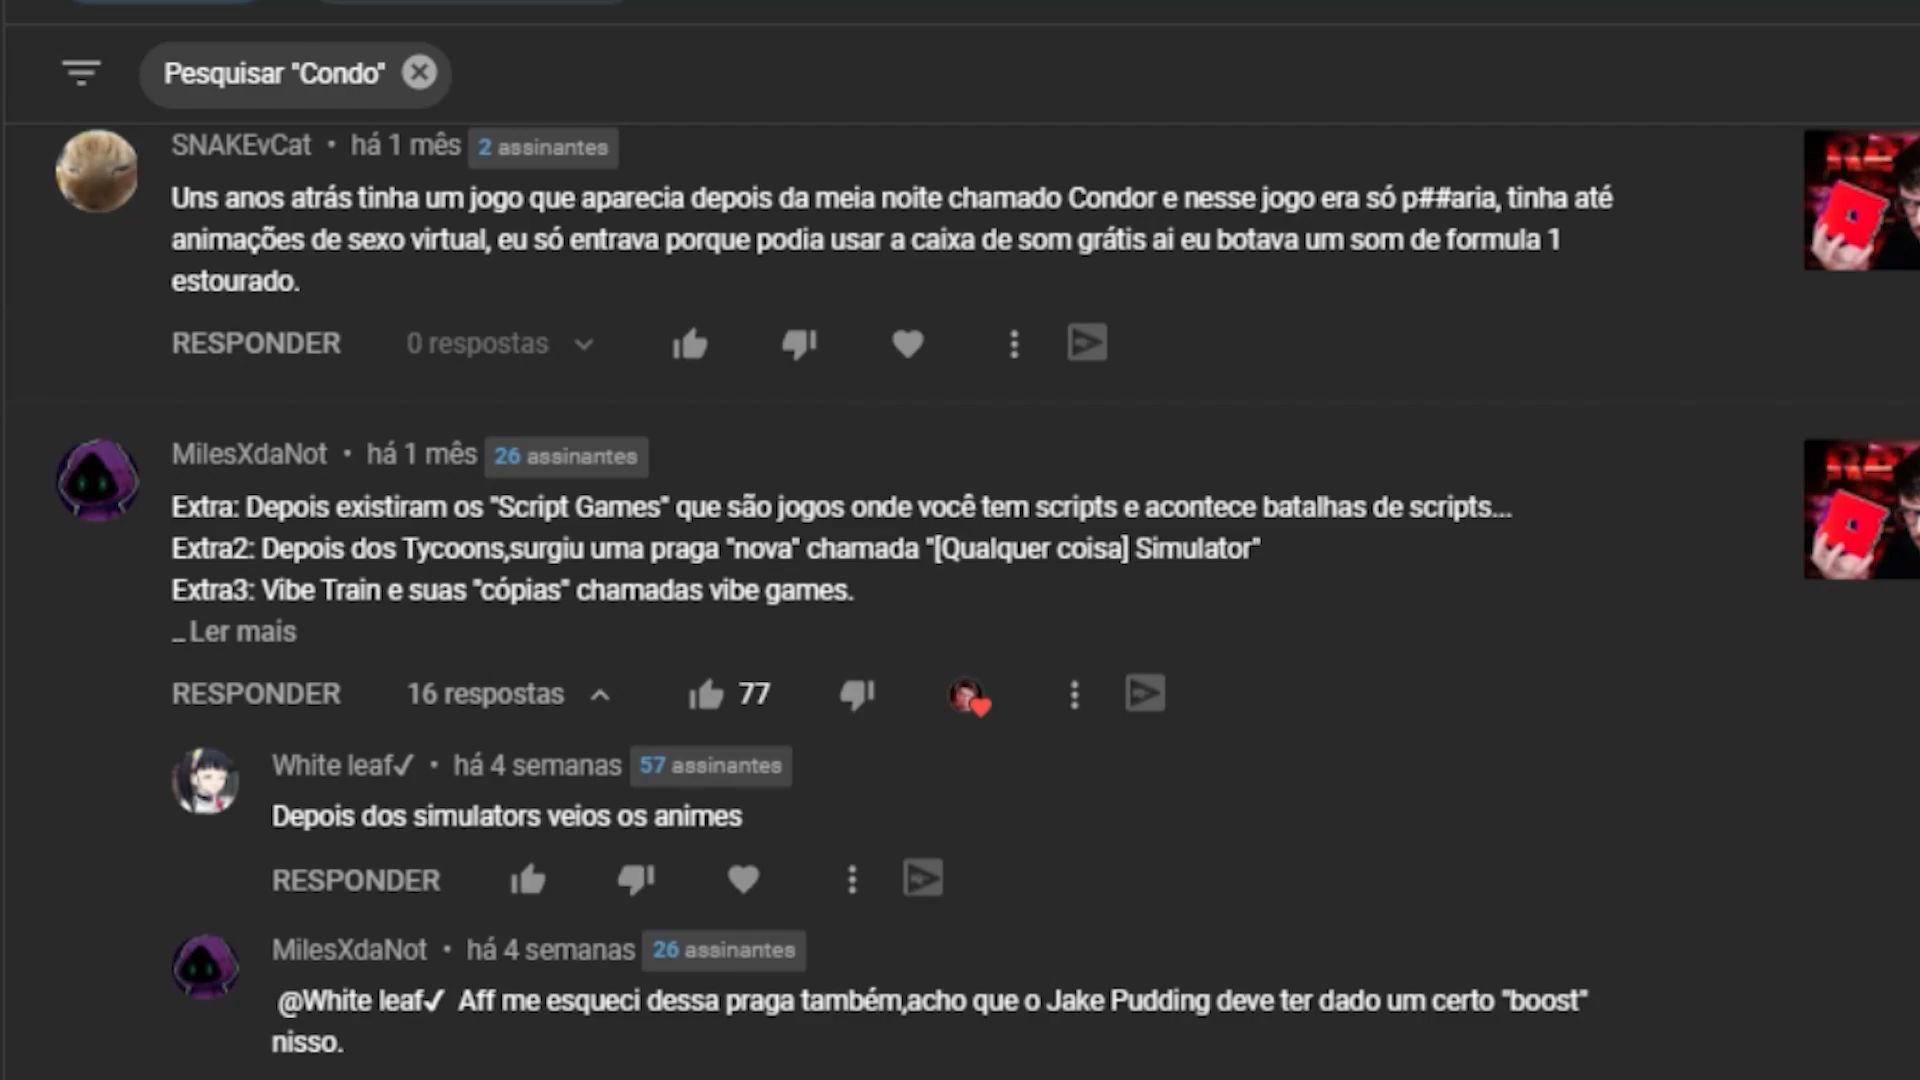 Pesquisar "Condo"
SNAKEvCat • há 1 mês 2 assinantes
Uns anos atrás tinha um jogo que aparecia depois da meia noite chamado Condor e nesse jogo era só p##aria, tinha até
animações de sexo virtual, eu só entrava porque podia usar a caixa de som grátis ai eu botava um som de formula 1
estourado.
RESPONDER 0 respostas
MilesXdaNot • há 1 mês 26 assinantes
Extra: Depois existiram os "Script Games" que são jogos onde você tem scripts e acontece batalhas de scripts...
Extra2: Depois dos Tycoons,surgiu uma praga "nova" chamada "[Qualquer coisa] Simulator"
Extra3: Vibe Train e suas "cópias" chamadas vibe games.
_ Ler mais
RESPONDER 16 respostas 77
White leaf✓ • há 4 semanas 57 assinantes
Depois dos simulators veios os animes
RESPONDER
MilesXdaNot • há 4 semanas 26 assinantes
@White leaf✓ Aff me esqueci dessa praga também,acho que o Jake Pudding deve ter dado um certo "boost"
nisso.